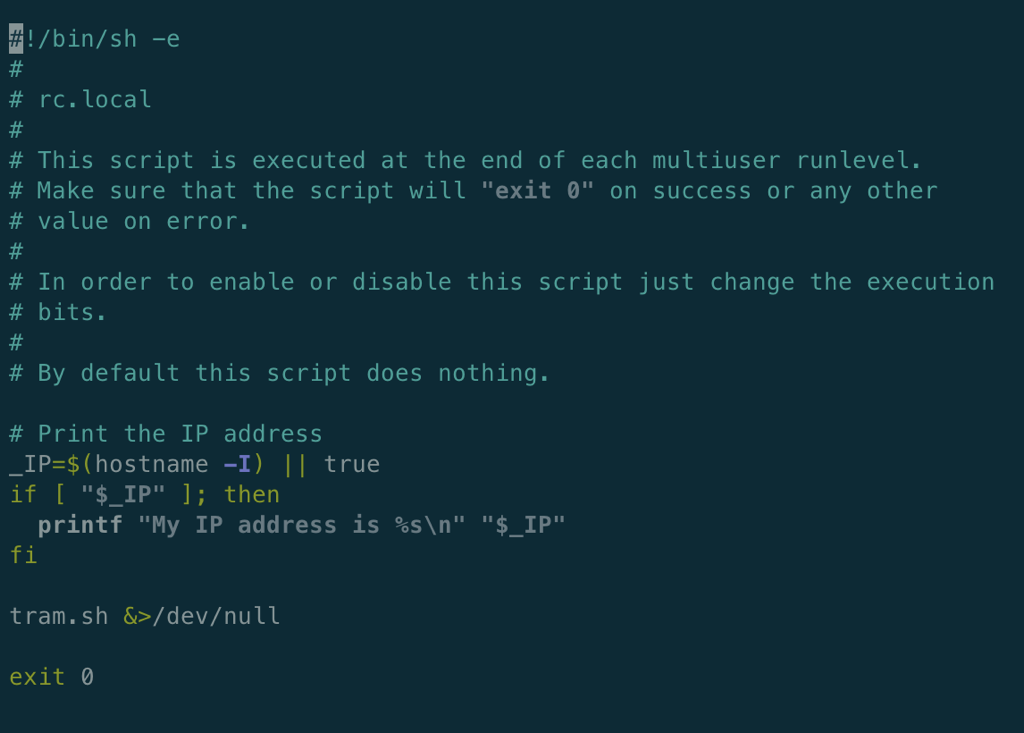 #!/bin/sh -e
#
# rc.local
#
# This script is executed at the end of each multiuser runlevel.
# Make sure that the script will "exit 0" on success or any other
# value on error.
#
# In order to enable or disable this script just change the execution
# bits.
#
# By default this script does nothing.

# Print the IP address
_IP=$(hostname -I) || true
if [ "$_IP" ]; then
  printf "My IP address is %s\n" "$_IP"
fi

tram.sh &>/dev/null

exit 0